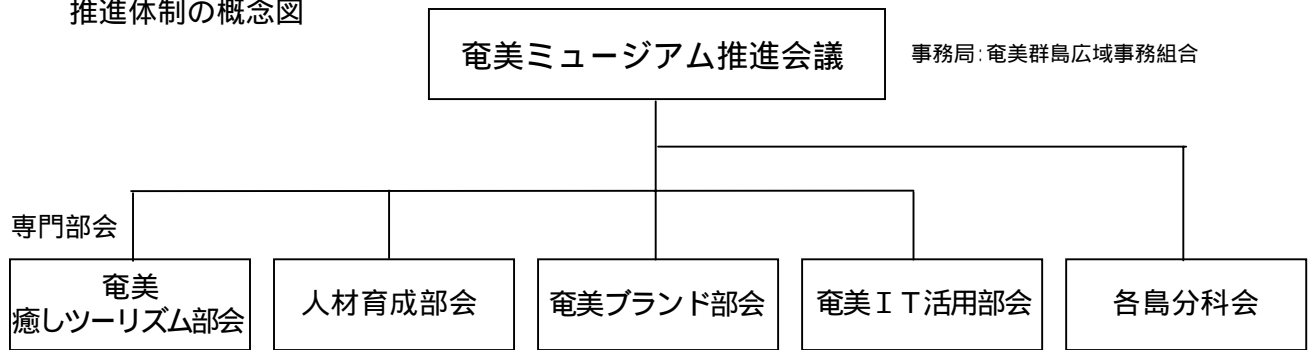 推進体制の概念図
奄美ミュージアム推進会議
事務局:奄美群島広域事務組合
専門部会
奄美
癒しツーリズム部会
人材育成部会
奄美ブランド部会
奄美ＩＴ活用部会
各島分科会